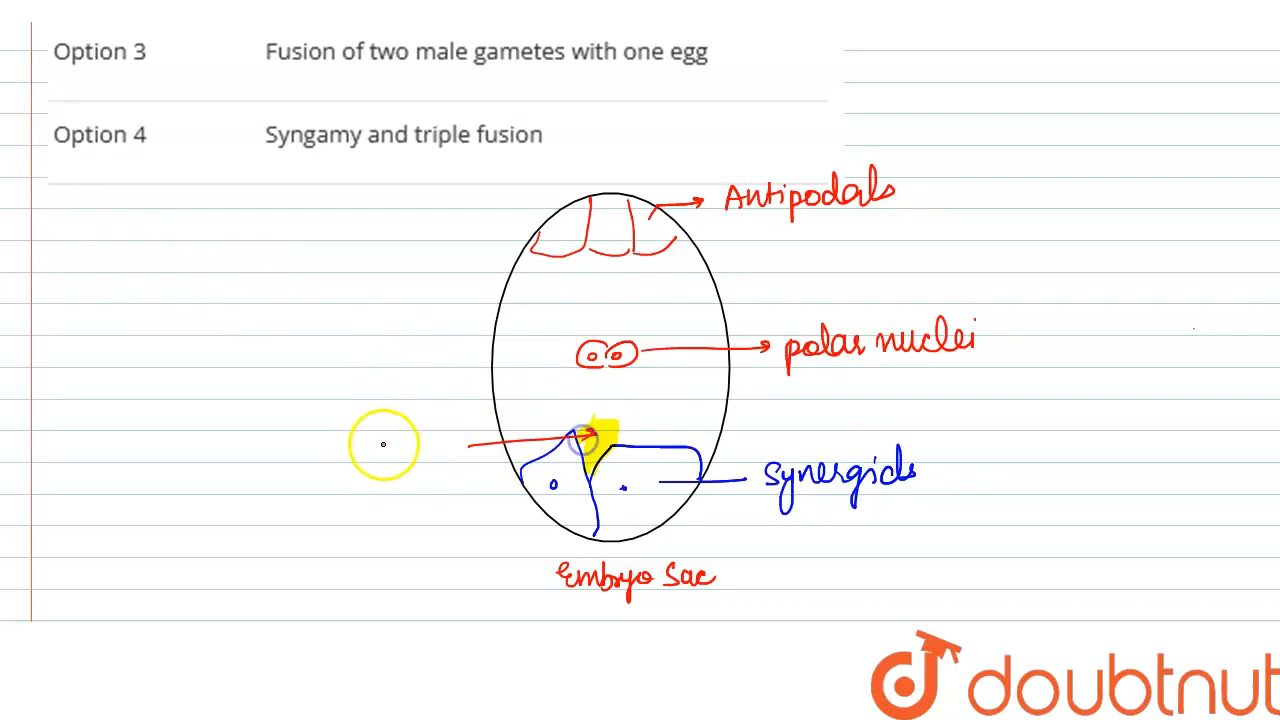 Option 3 Fusion of two male gametes with one egg
Option 4 Syngamy and triple fusion
Antipodals
polar nuclei
synergids
Embryo Sac
doubtnut